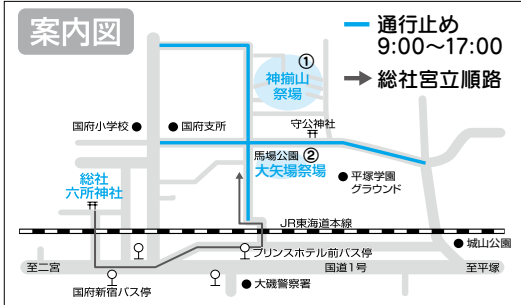 案内図
通行止め
9:00～17:00
総社宮立順路
①
神揃山
祭場
守公神社
国府小学校
国府支所
馬場公園 ②
大矢場祭場
平塚学園
グラウンド
総社
六所神社
JR東海道本線
城山公園
プリンスホテル前バス停
至二宮
国道1号
至平塚
国府新宿バス停
大磯警察署